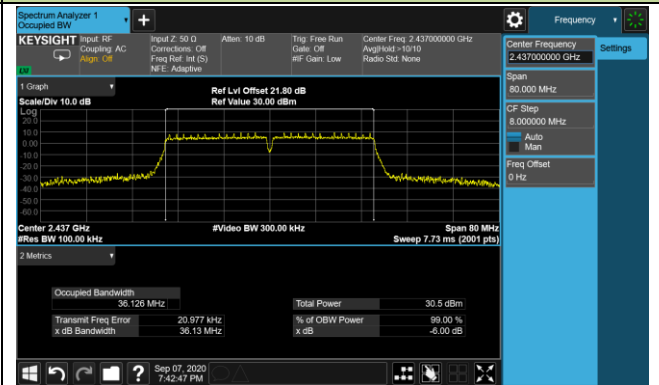 Spectrum Analyzer 1
Occupied BW
Frequency
KEYSIGHT
Input: RF
Coupling: AC
Align: Off
Input Z: 50 Ω
Corrections: Off
Freq Ref: Int (S)
NFE: Adaptive
Atten: 10 dB
Trig: Free Run
Gate: Off
#IF Gain: Low
Center Freq: 2.437000000 GHz
Avg|Hold:>10/10
Radio Std: None
Center Frequency
2.437000000 GHz
Settings
Span
80.000 MHz
CF Step
8.000000 MHz
Auto
Man
Freq Offset
0 Hz
1 Graph
Scale/Div 10.0 dB
Ref Lvl Offset 21.80 dB
Ref Value 30.00 dBm
Log
20.0
10.0
0.00
-10.0
-20.0
-30.0
-40.0
-50.0
-60.0
Center 2.437 GHz
#Res BW 100.00 kHz
#Video BW 300.00 kHz
Span 80 MHz
Sweep 7.73 ms (2001 pts)
2 Metrics
Occupied Bandwidth
36.126 MHz
Total Power 30.5 dBm
Transmit Freq Error 20.977 kHz
% of OBW Power 99.00 %
x dB Bandwidth 36.13 MHz
x dB -6.00 dB
Sep 07, 2020
7:42:47 PM